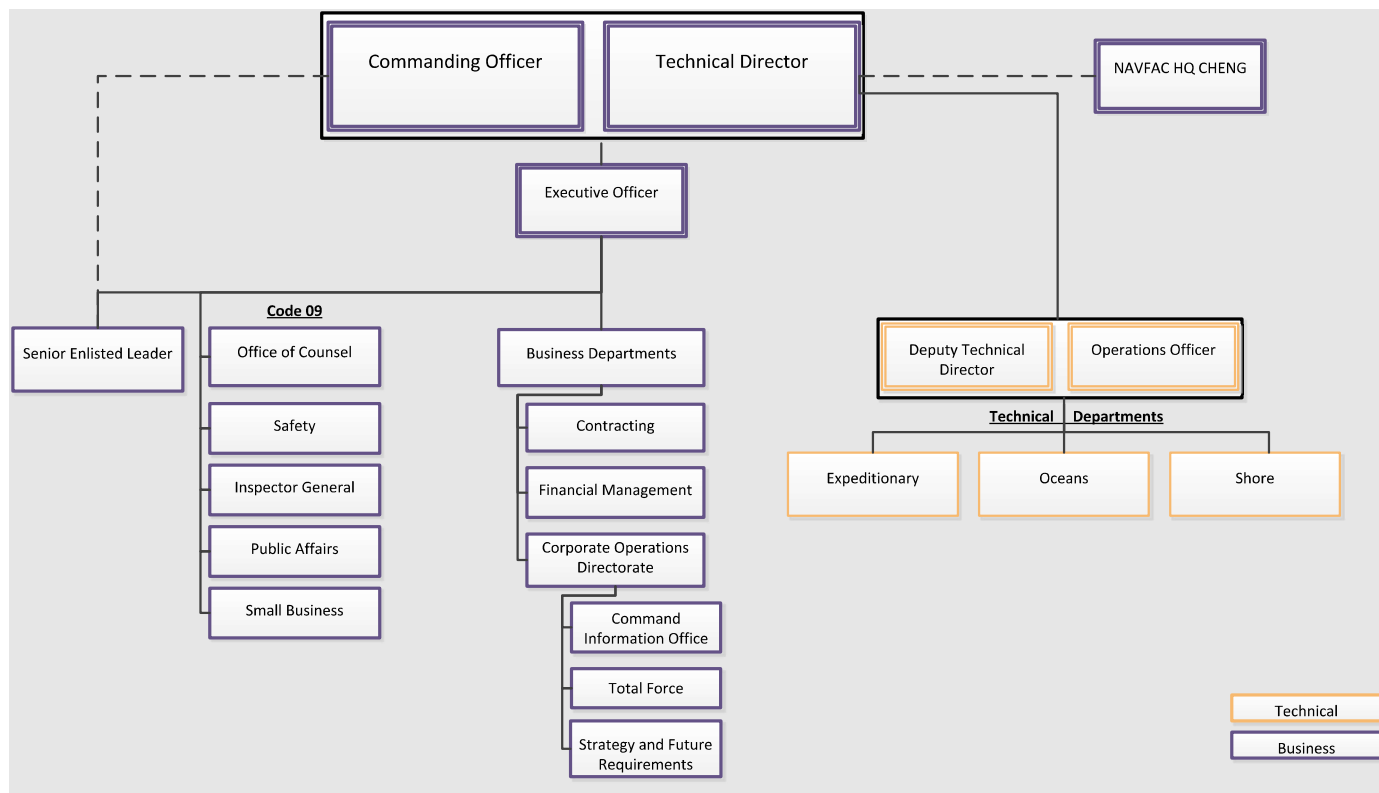 Commanding Officer
Technical Director
NAVFAC HQ CHENG
Executive Officer
Code 09
Senior Enlisted Leader
Office of Counsel
Safety
Inspector General
Public Affairs
Small Business
Business Departments
Contracting
Financial Management
Corporate Operations
Directorate
Command
Information Office
Total Force
Strategy and Future
Requirements
Deputy Technical
Director
Operations Officer
Technical Departments
Expeditionary
Oceans
Shore
Technical
Business